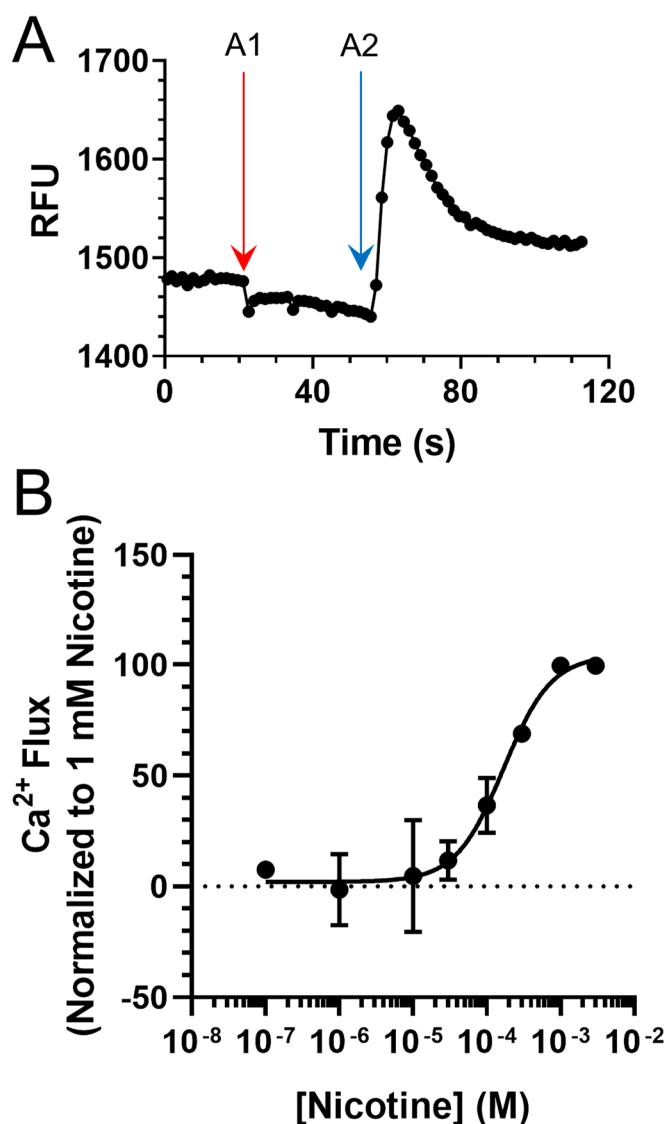 A
A1 A2
1700
1600
1500
1400
RFU
0 40 80 120
Time (s)
B
150
100
50
0
-50
Ca²⁺ Flux
(Normalized to 1 mM Nicotine)
10⁻⁸ 10⁻⁷ 10⁻⁶ 10⁻⁵ 10⁻⁴ 10⁻³ 10⁻²
[Nicotine] (M)